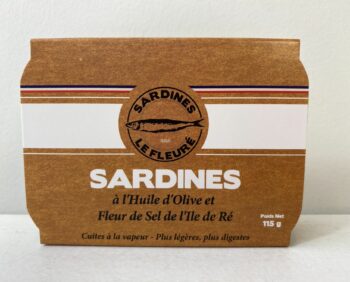 SARDINES
LE FLEURÉ
SARDINES
à l'Huile d'Olive et
Fleur de Sel de l'Ile de Ré
Poids Net
115 g
Cuites à la vapeur - Plus légères, plus digestes